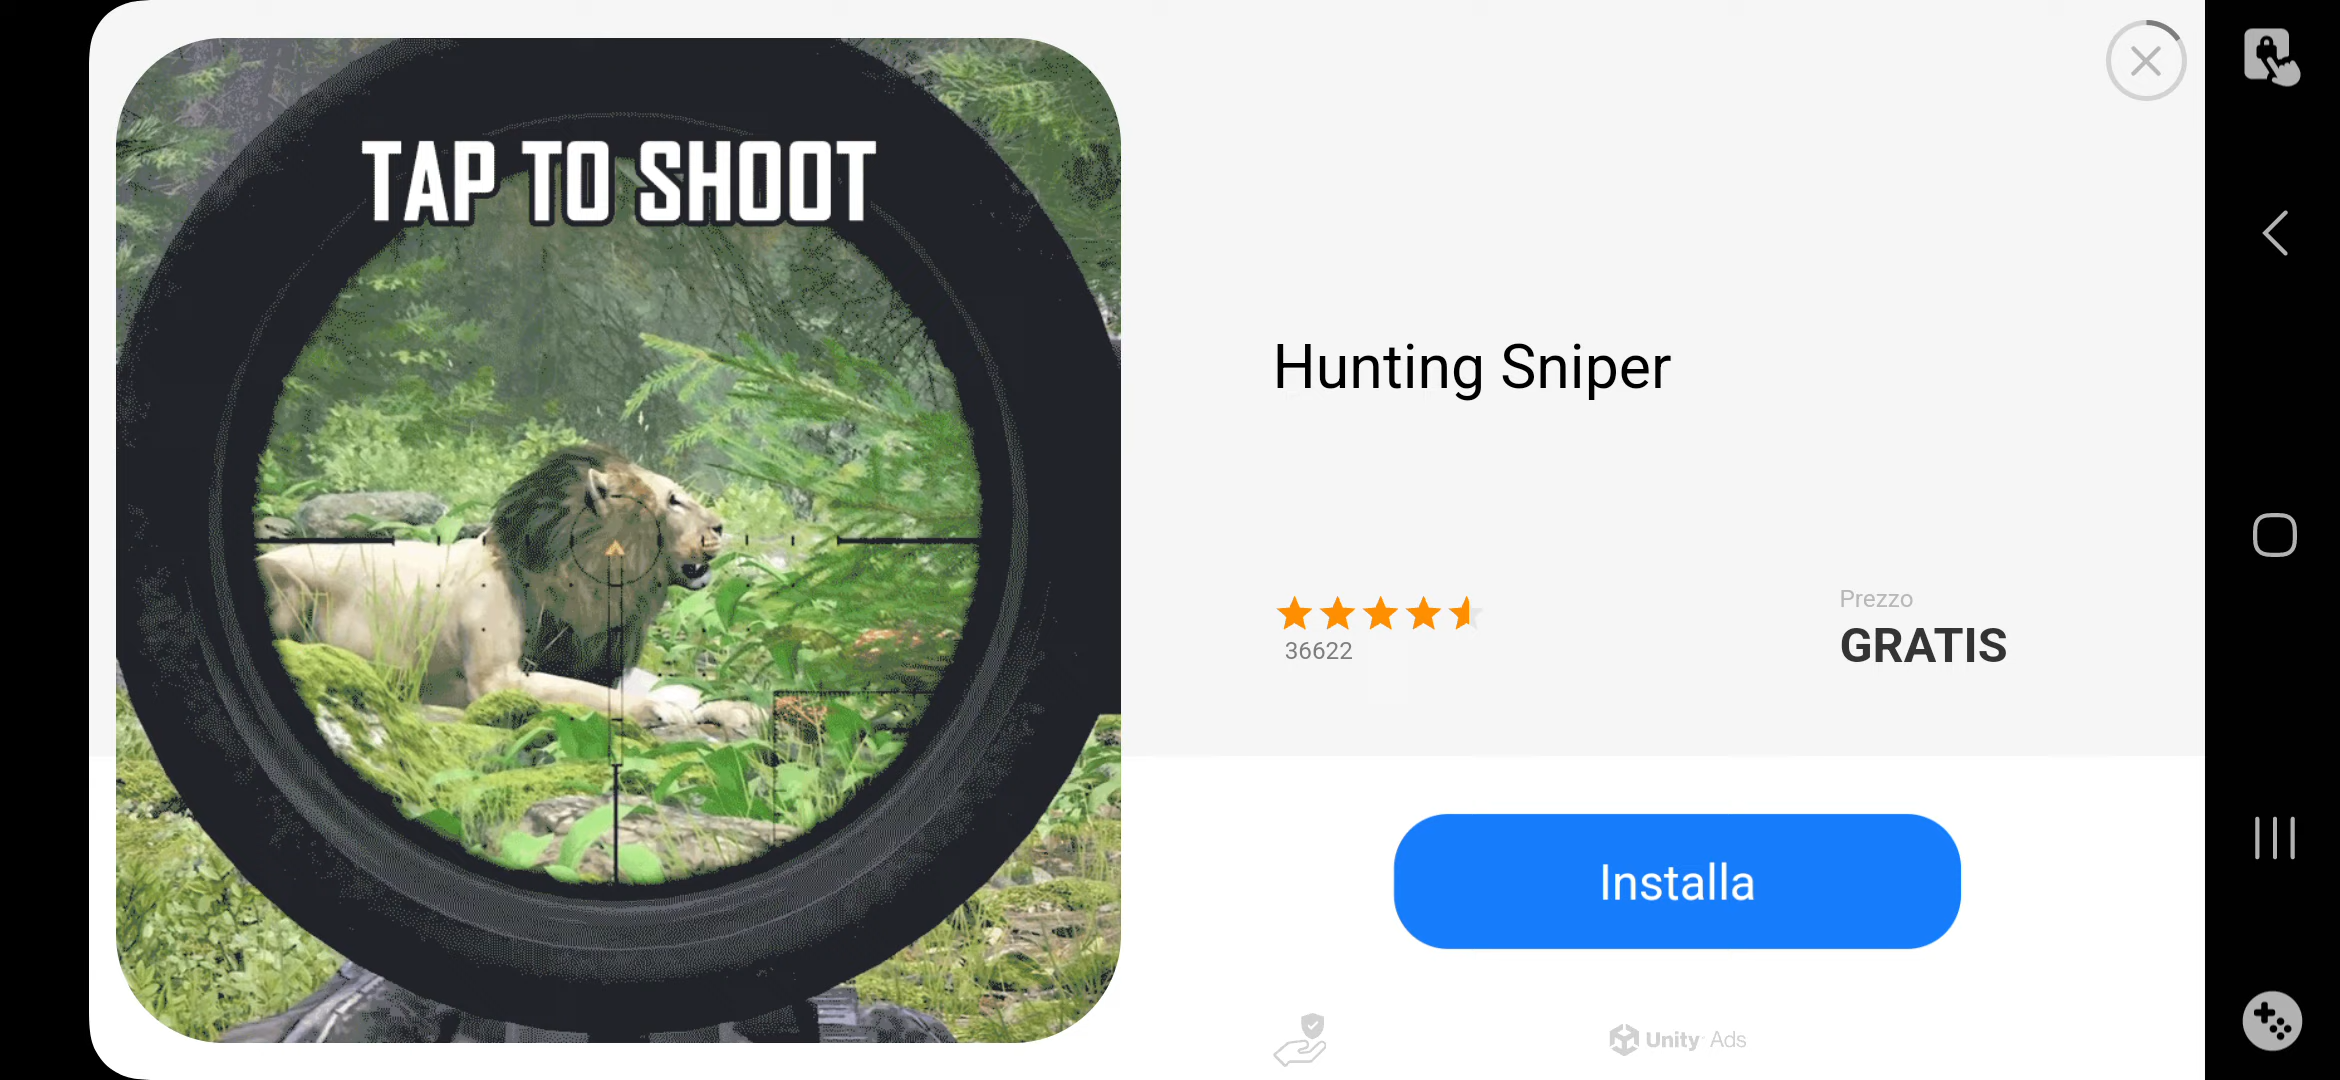 TAP TO SHOOT
Hunting Sniper
36622
Prezzo
GRATIS
Installa
Unity Ads